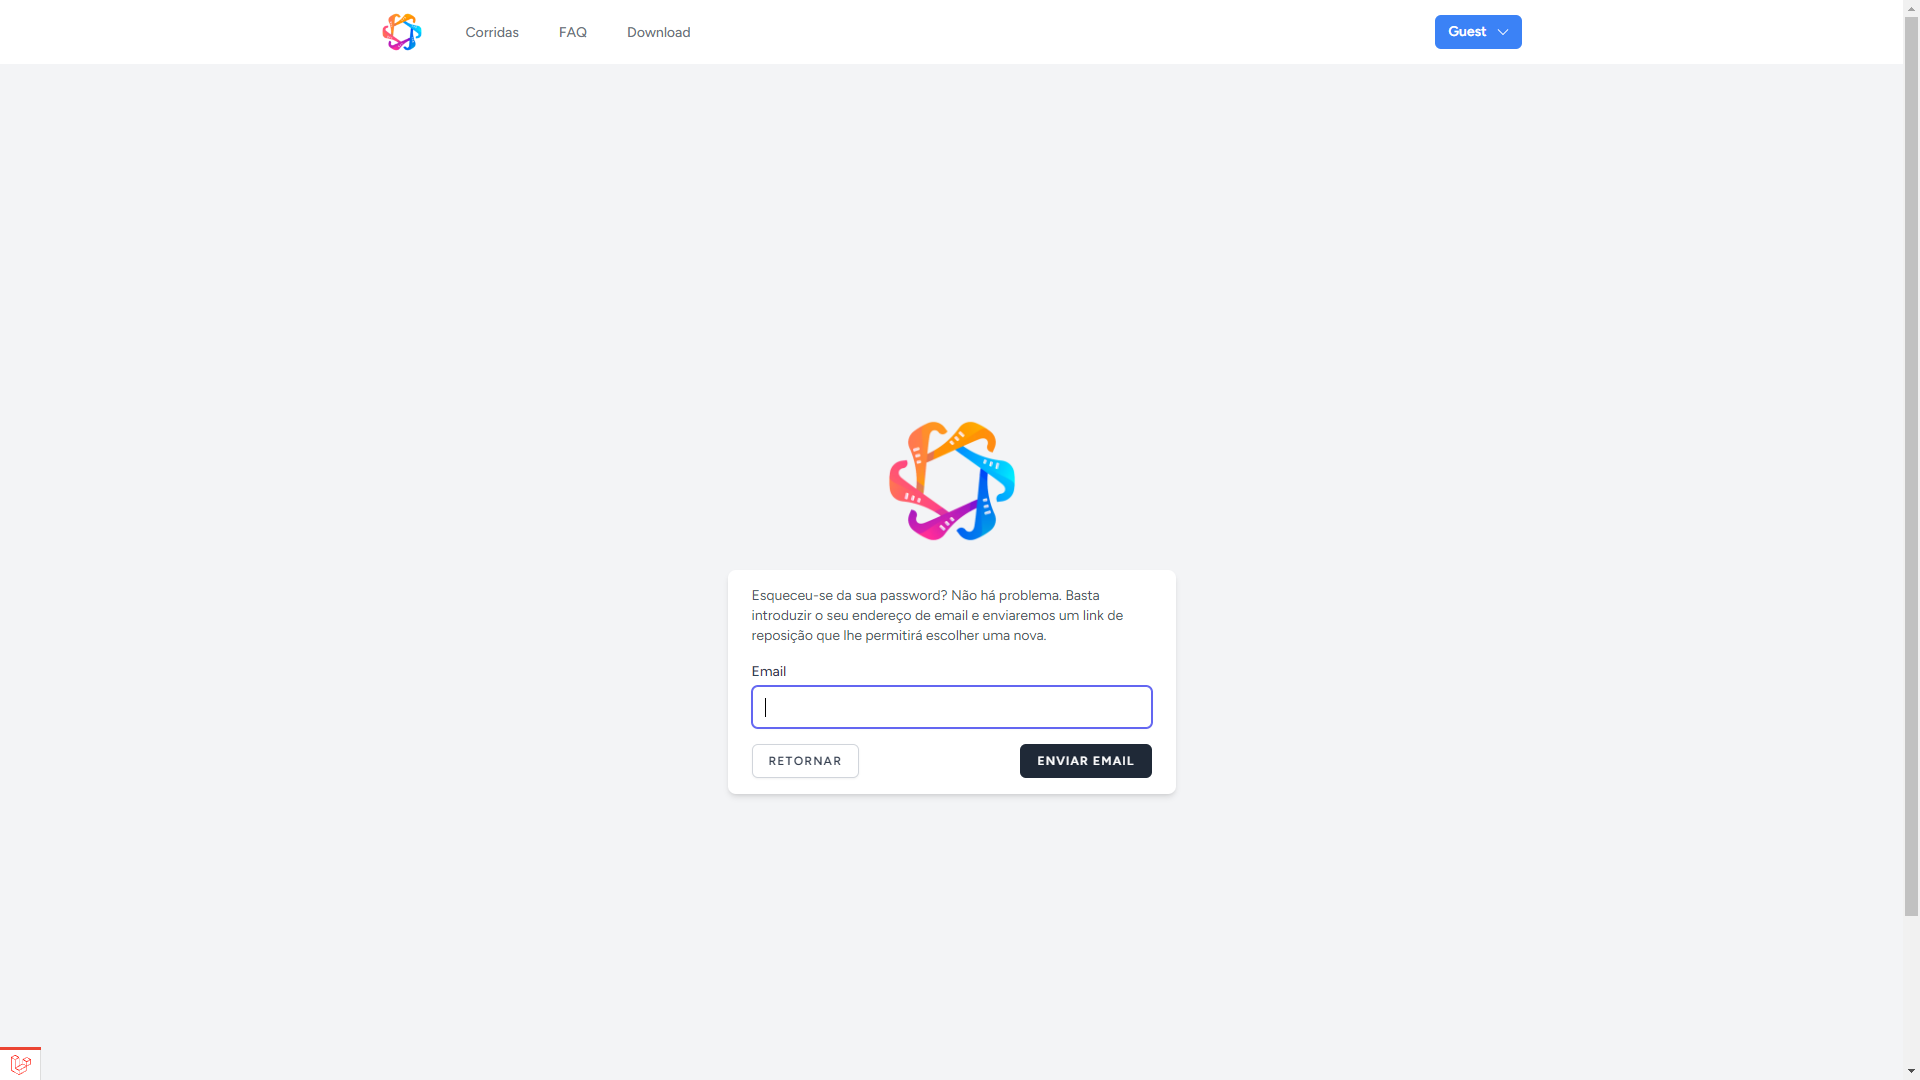 Corridas
FAQ
Download
Guest
Esqueceu-se da sua password? Não há problema. Basta
introduzir o seu endereço de email e enviaremos um link de
reposição que lhe permitirá escolher uma nova.
Email
RETORNAR
ENVIAR EMAIL